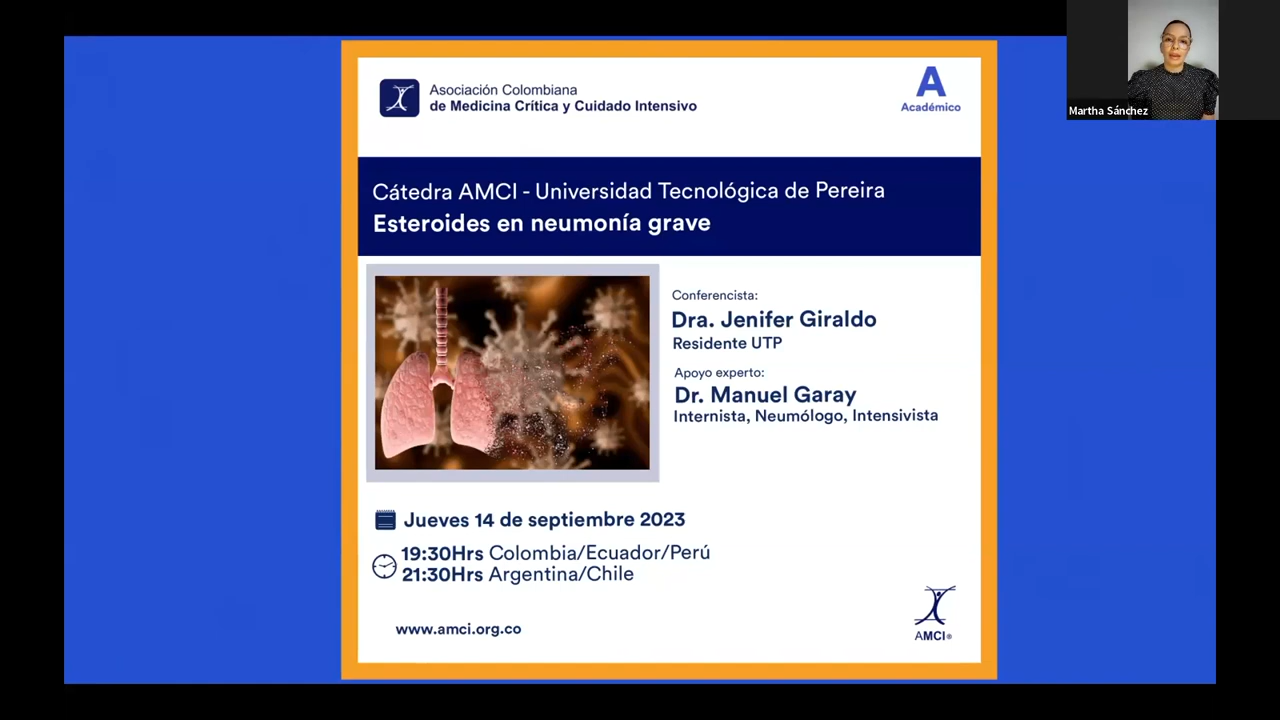 Asociación Colombiana
de Medicina Crítica y Cuidado Intensivo
A
Académico
Martha Sánchez
Cátedra AMCI - Universidad Tecnológica de Pereira
Esteroides en neumonía grave
Conferencista:
Dra. Jenifer Giraldo
Residente UTP
Apoyo experto:
Dr. Manuel Garay
Internista, Neumólogo, Intensivista
Jueves 14 de septiembre 2023
19:30Hrs Colombia/Ecuador/Perú
21:30Hrs Argentina/Chile
www.amci.org.co
AMCI®